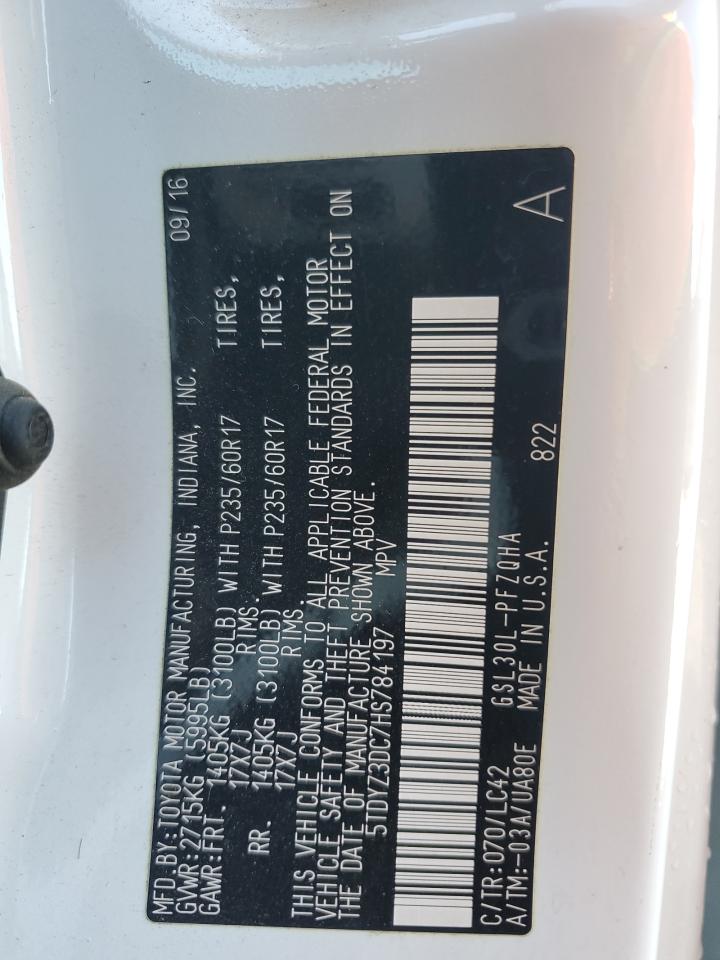 MFD.BY:TOYOTA MOTOR MANUFACTURING, INDIANA, INC. 09/16
GVWR:2715KG (5995LB)
GAWR:FRT. 1405KG (3100LB) WITH P235/60R17 TIRES,
17X7J RIMS.
RR. 1405KG (3100LB) WITH P235/60R17 TIRES,
17X7J RIMS.
THIS VEHICLE CONFORMS TO ALL APPLICABLE FEDERAL MOTOR
VEHICLE SAFETY AND THEFT PREVENTION STANDARDS IN EFFECT ON
THE DATE OF MANUFACTURE SHOWN ABOVE.
5TDYZ3DC7HS784197 MPV
C/TR:070/LC42 GSL30L-PFZQHA
A/TM:-03A/UA80E MADE IN U.S.A. 822 A